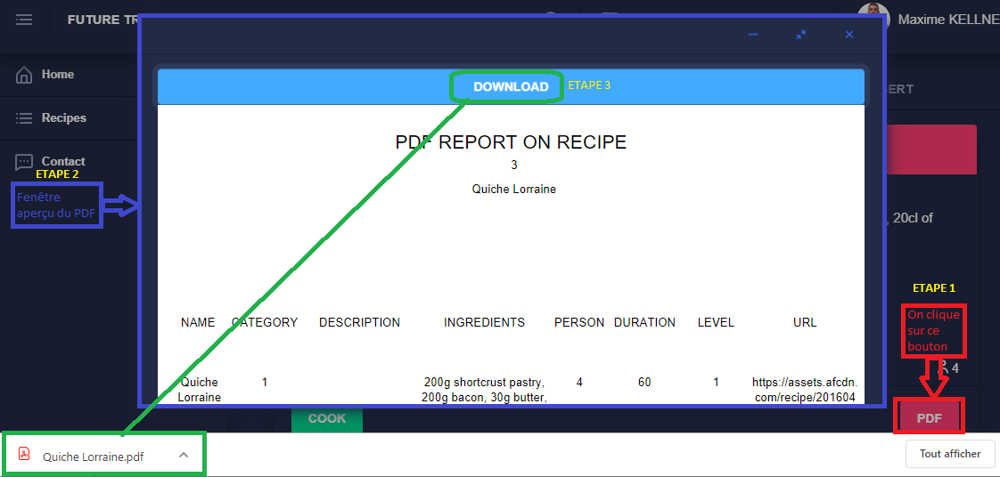 FUTURE TR
Maxime KELLNE
Home
Recipes
Contact
ETAPE 2
Fenêtre
aperçu du PDF
DOWNLOAD
ETAPE 3
PDF REPORT ON RECIPE
3
Quiche Lorraine
NAME CATEGORY DESCRIPTION INGREDIENTS PERSON DURATION LEVEL URL
Quiche 1 200g shortcrust pastry, 4 60 1 https://assets.afcdn.
Lorraine 200g bacon, 30g butter, com/recipe/201604
ERT
, 20cl of
ETAPE 1
On clique
sur ce
bouton
4
COOK
PDF
Quiche Lorraine.pdf
Tout afficher